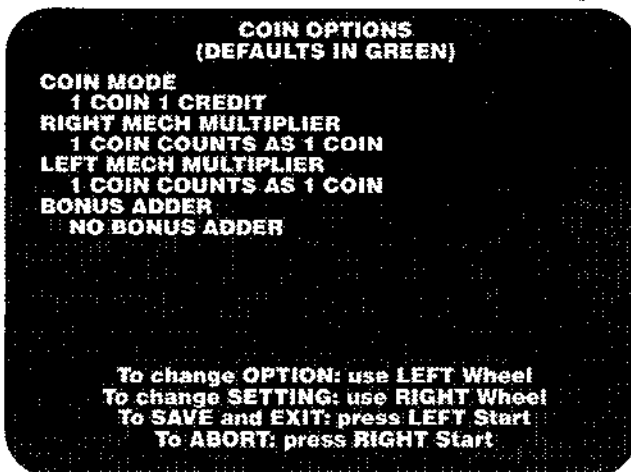 COIN OPTIONS
(DEFAULTS IN GREEN)
COIN MODE
1 COIN 1 CREDIT
RIGHT MECH MULTIPLIER
1 COIN COUNTS AS 1 COIN
LEFT MECH MULTIPLIER
1 COIN COUNTS AS 1 COIN
BONUS ADDER
NO BONUS ADDER
To change OPTION: use LEFT Wheel
To change SETTING: use RIGHT Wheel
To SAVE and EXIT: press LEFT Start
To ABORT: press RIGHT Start